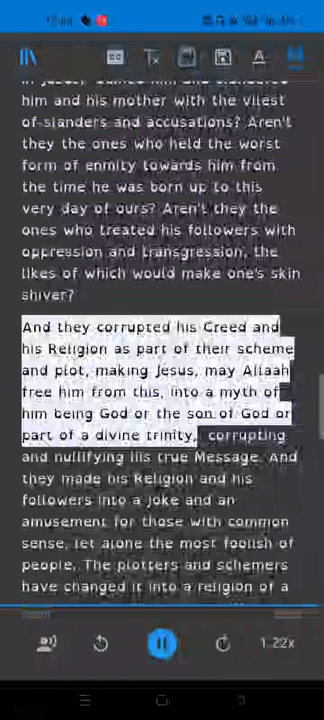 him and his mother with the vilest
of slanders and accusations? Aren't
they the ones who held the worst
form of enmity towards him from
the time he was born up to this
very day of ours? Aren't they the
ones who treated his followers with
oppression and transgression, the
likes of which would make one's skin
shiver?
And they corrupted his Creed and
his Religion as part of their scheme
and plot, making Jesus, may Allaah
free him from this, into a myth of
him being God or the son of God or
part of a divine trinity, corrupting
and nullifying his true Message. And
they made his Religion and his
followers into a joke and an
amusement for those with common
sense, let alone the most foolish of
people. The plotters and schemers
have changed it into a religion of a
1.22x